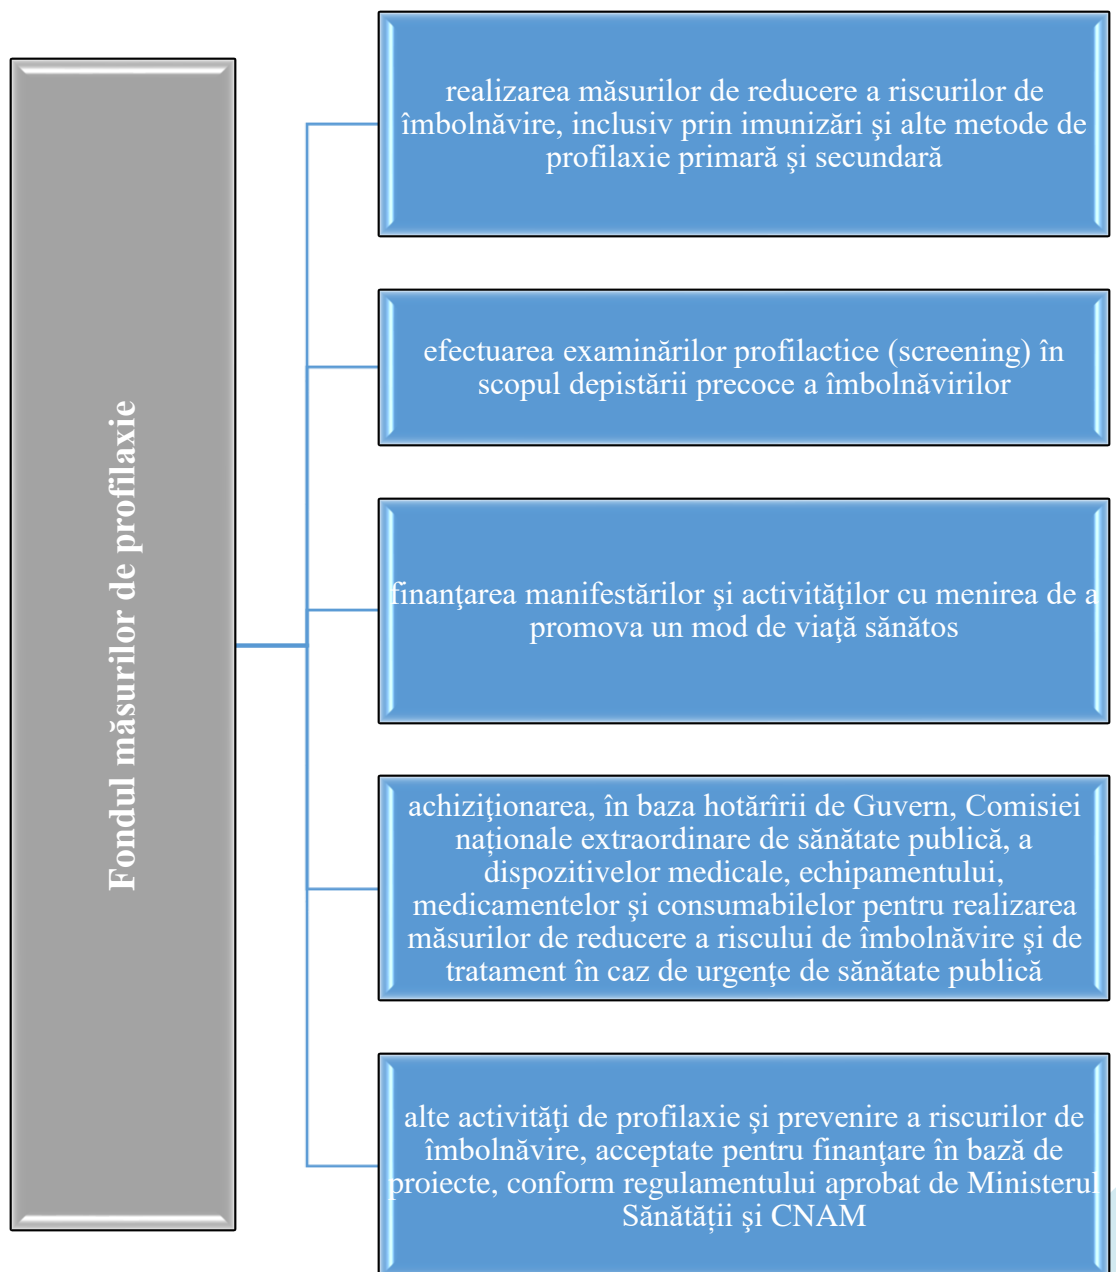 Fondul măsurilor de profilaxie
realizarea măsurilor de reducere a riscurilor de
îmbolnăvire, inclusiv prin imunizări şi alte metode de
profilaxie primară şi secundară
efectuarea examinărilor profilactice (screening) în
scopul depistării precoce a îmbolnăvirilor
finanţarea manifestărilor şi activităţilor cu menirea de a
promova un mod de viaţă sănătos
achiziţionarea, în baza hotărîrii de Guvern, Comisiei
naționale extraordinare de sănătate publică, a
dispozitivelor medicale, echipamentului,
medicamentelor şi consumabilelor pentru realizarea
măsurilor de reducere a riscului de îmbolnăvire şi de
tratament în caz de urgenţe de sănătate publică
alte activităţi de profilaxie şi prevenire a riscurilor de
îmbolnăvire, acceptate pentru finanţare în bază de
proiecte, conform regulamentului aprobat de Ministerul
Sănătății şi CNAM